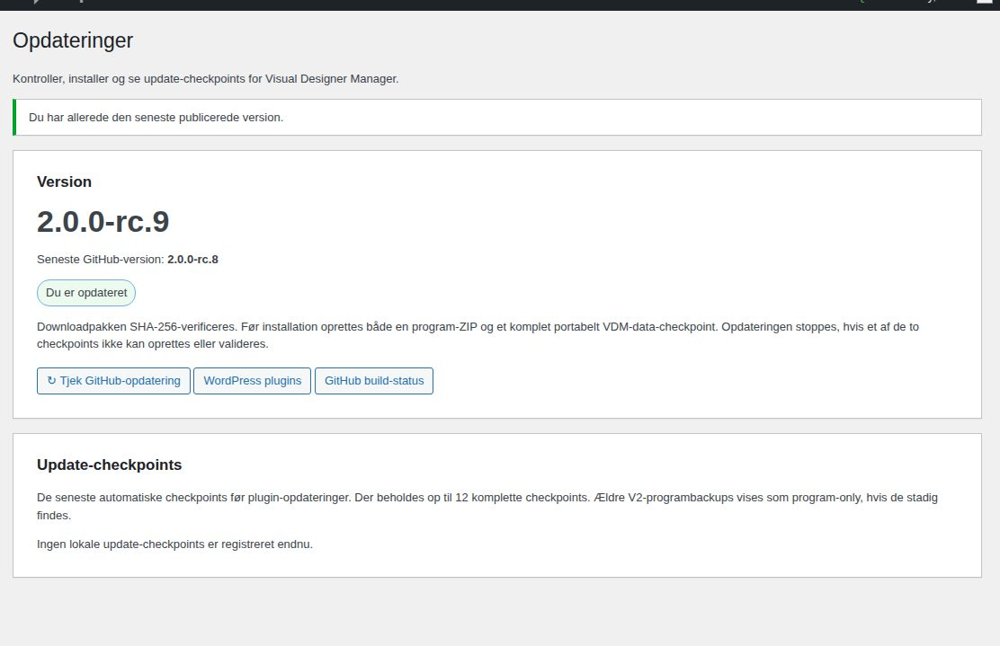 Opdateringer
Kontroller, installer og se update-checkpoints for Visual Designer Manager.
Du har allerede den seneste publicerede version.
Version
2.0.0-rc.9
Seneste GitHub-version: 2.0.0-rc.8
Du er opdateret
Downloadpakken SHA-256-verificeres. Før installation oprettes både en program-ZIP og et komplet portabelt VDM-data-checkpoint. Opdateringen stoppes, hvis et af de to
checkpoints ikke kan oprettes eller valideres.
↻ Tjek GitHub-opdatering WordPress plugins GitHub build-status
Update-checkpoints
De seneste automatiske checkpoints før plugin-opdateringer. Der beholdes op til 12 komplette checkpoints. Ældre V2-programbackups vises som program-only, hvis de stadig
findes.
Ingen lokale update-checkpoints er registreret endnu.